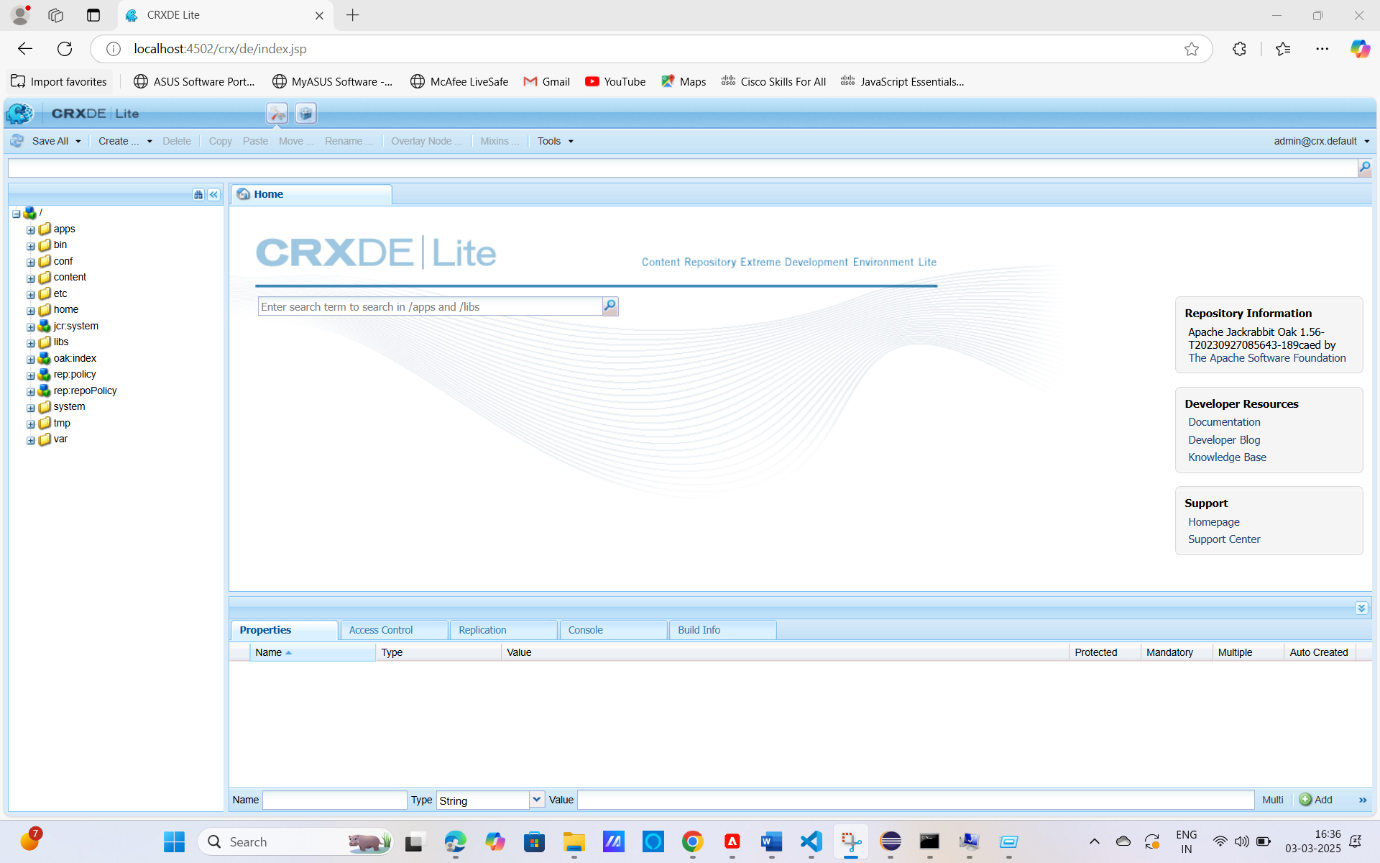 CRXDE Lite
localhost:4502/crx/de/index.jsp
Import favorites
ASUS Software Port...
MyASUS Software -...
McAfee LiveSafe
Gmail
YouTube
Maps
Cisco Skills For All
JavaScript Essentials...
CRXDE | Lite
Save All
Create ...
Delete
Copy
Paste
Move ...
Rename ...
Overlay Node ...
Mixins ...
Tools
admin@crx.default
Home
/
apps
bin
conf
content
etc
home
jcr:system
libs
oak:index
rep:policy
rep:repoPolicy
system
tmp
var
CRXDE | Lite
Content Repository Extreme Development Environment Lite
Enter search term to search in /apps and /libs
Repository Information
Apache Jackrabbit Oak 1.56-
T20230927085643-189caed by
The Apache Software Foundation
Developer Resources
Documentation
Developer Blog
Knowledge Base
Support
Homepage
Support Center
Properties
Access Control
Replication
Console
Build Info
Name
Type
Value
Protected
Mandatory
Multiple
Auto Created
Name
Type
String
Value
Multi
Add
7
Search
ENG
IN
16:36
03-03-2025